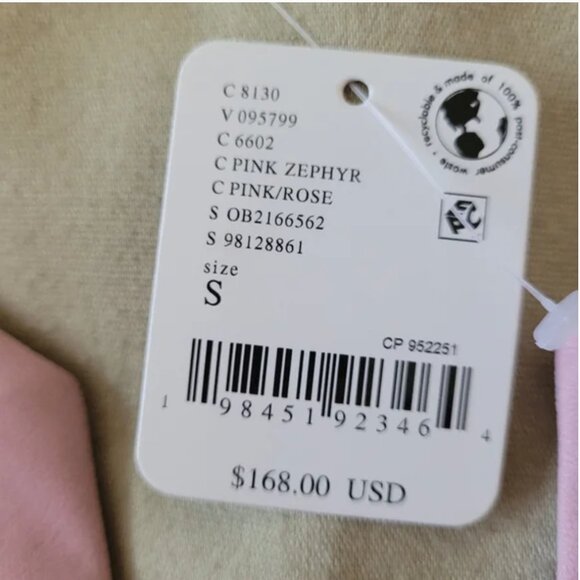 C 8130
V 095799
C 6602
C PINK ZEPHYR
C PINK/ROSE
S OB2166562
S 98128861
size
S
recyclable & made of 100% post-consumer waste
CP 952251
1 98451 92346 4
$168.00 USD